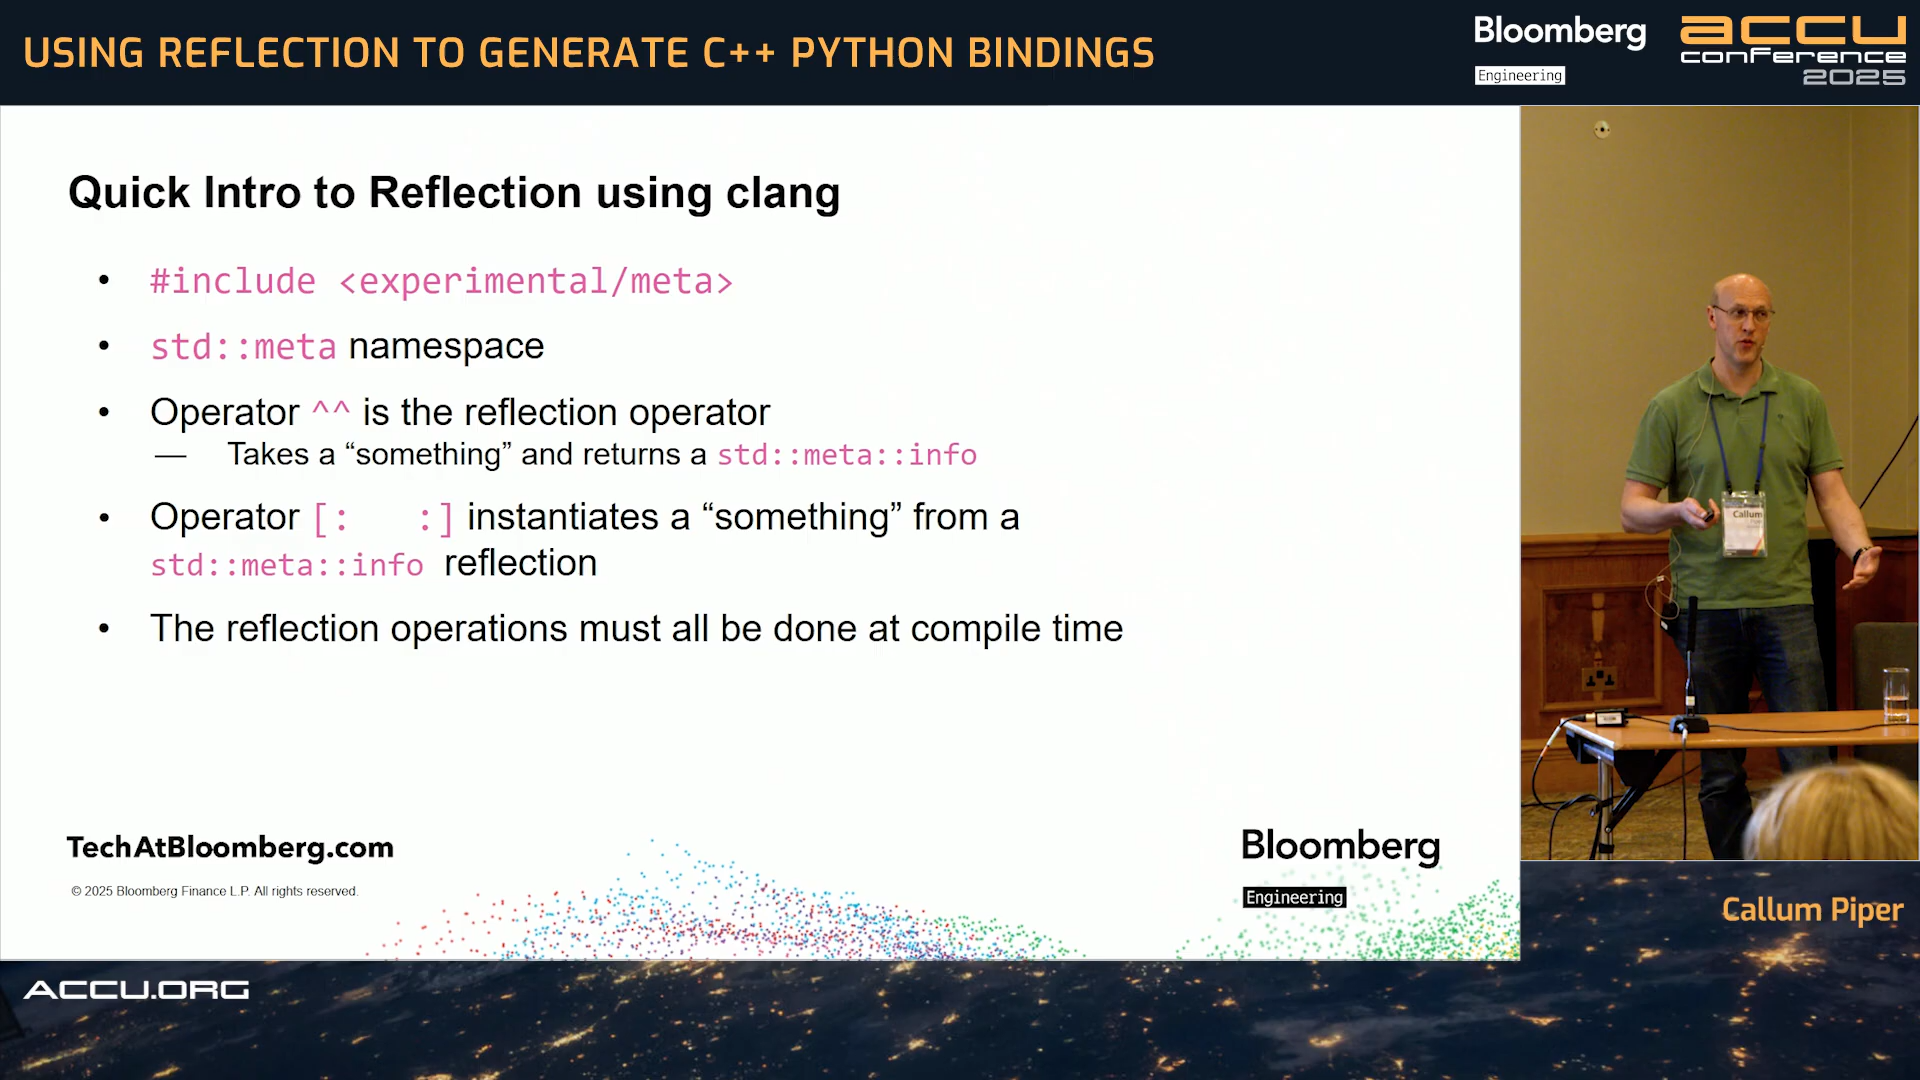 USING REFLECTION TO GENERATE C++ PYTHON BINDINGS
Bloomberg
Engineering
accu
conference
2025
Quick Intro to Reflection using clang
• #include <experimental/meta>
• std::meta namespace
• Operator ^^ is the reflection operator
— Takes a “something” and returns a std::meta::info
• Operator [: :] instantiates a “something” from a
std::meta::info reflection
• The reflection operations must all be done at compile time
TechAtBloomberg.com
© 2025 Bloomberg Finance L.P. All rights reserved.
Bloomberg
Engineering
Callum
Callum Piper
ACCU.ORG